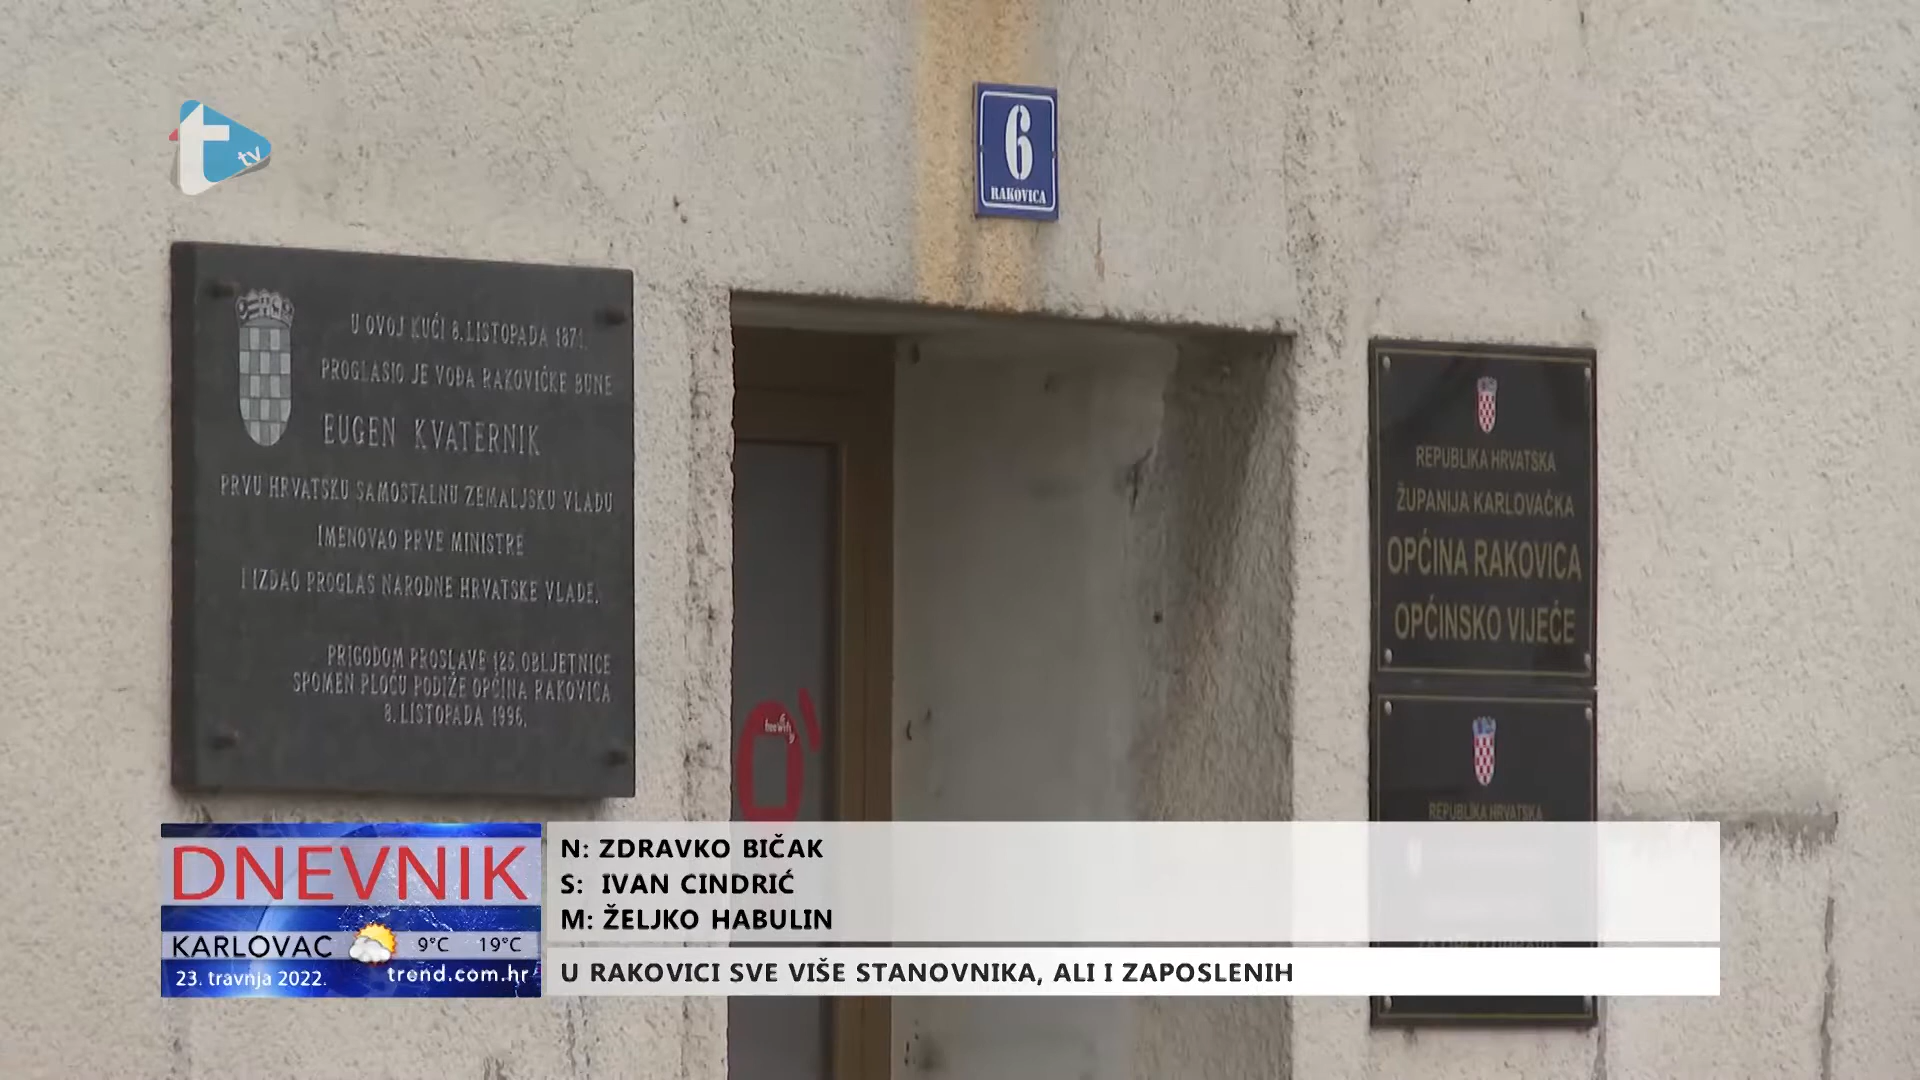 t tv
6
RAKOVICA
U OVOJ KUĆI 8. LISTOPADA 1871.
PROGLASIO JE VOĐA RAKOVIČKE BUNE
EUGEN KVATERNIK
PRVU HRVATSKU SAMOSTALNU ZEMALJSKU VLADU
IMENOVAO PRVE MINISTRE
I IZDAO PROGLAS NARODNE HRVATSKE VLADE.
PRIGODOM PROSLAVE 125. OBLJETNICE
SPOMEN PLOČU PODIŽE OPĆINA RAKOVICA
8. LISTOPADA 1996.
REPUBLIKA HRVATSKA
ŽUPANIJA KARLOVAČKA
OPĆINA RAKOVICA
OPĆINSKO VIJEĆE
REPUBLIKA HRVATSKA
DNEVNIK
KARLOVAC 9°C 19°C
23. travnja 2022. trend.com.hr
N: ZDRAVKO BIČAK
S: IVAN CINDRIĆ
M: ŽELJKO HABULIN
U RAKOVICI SVE VIŠE STANOVNIKA, ALI I ZAPOSLENIH